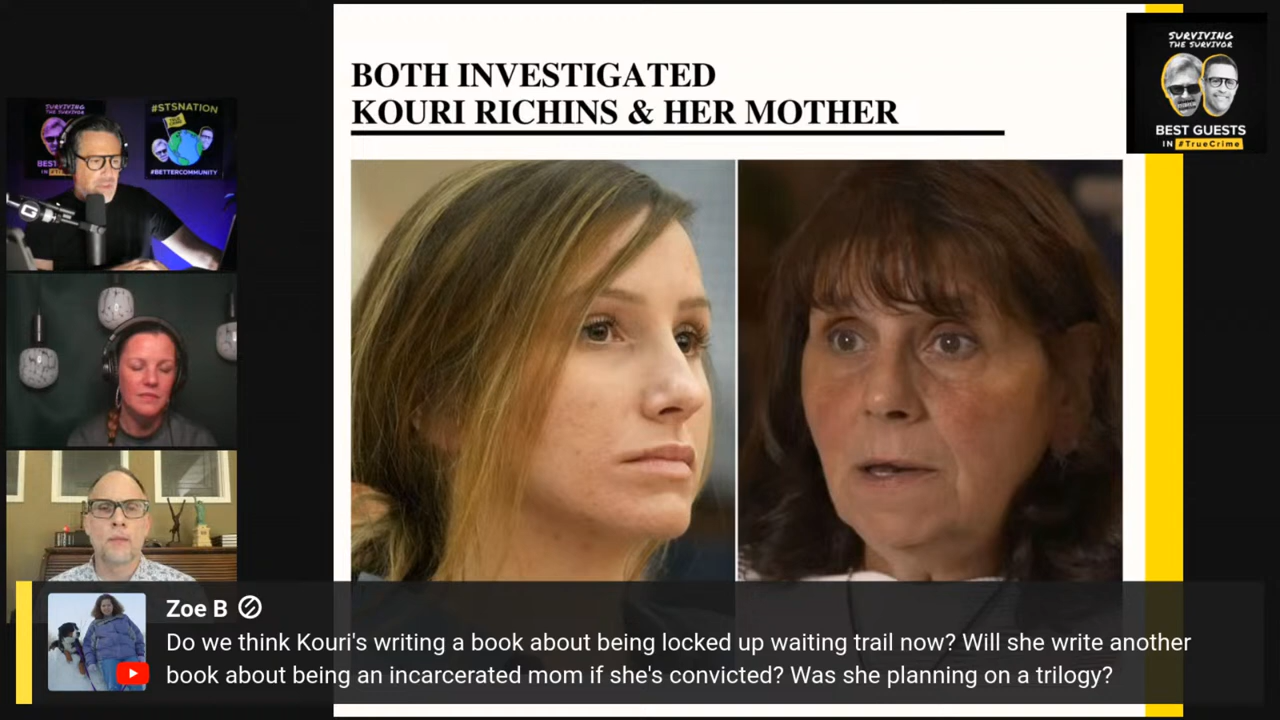 BOTH INVESTIGATED
KOURI RICHINS & HER MOTHER
SURVIVING
THE SURVIVOR
BEST GUESTS
IN #TrueCrime
#STSNATION
#BETTERCOMMUNITY
Zoe B
Do we think Kouri's writing a book about being locked up waiting trail now? Will she write another
book about being an incarcerated mom if she's convicted? Was she planning on a trilogy?